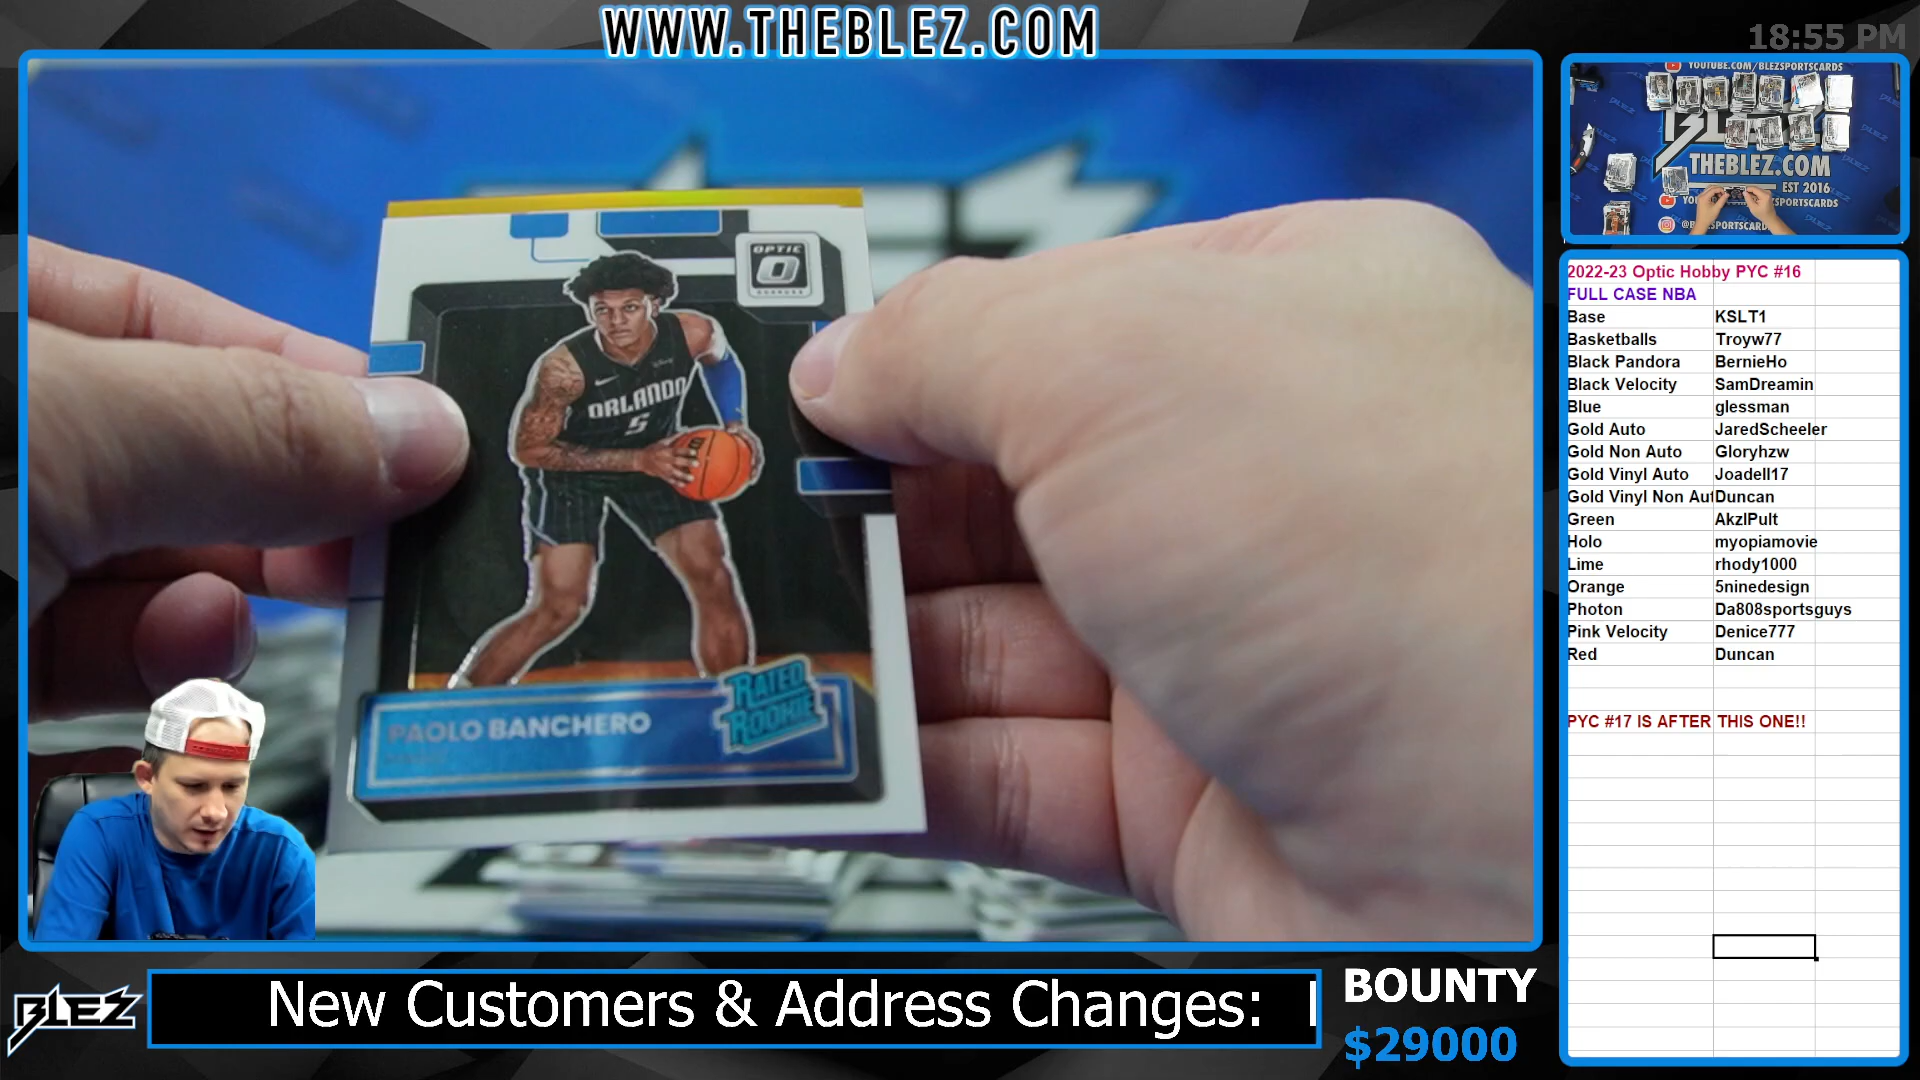 WWW.THEBLEZ.COM
18:55 PM
YOUTUBE.COM/BLEZSPORTSCARDS
THEBLEZ.COM
EST 2016
OPTIC
ORLANDO
5
PAOLO BANCHERO
RATED
ROOKIE
2022-23 Optic Hobby PYC #16
FULL CASE NBA
Base KSLT1
Basketballs Troyw77
Black Pandora BernieHo
Black Velocity SamDreamin
Blue glessman
Gold Auto JaredScheeler
Gold Non Auto Gloryhzw
Gold Vinyl Auto Joadell17
Gold Vinyl Non Aut Duncan
Green AkzlPult
Holo myopiamovie
Lime rhody1000
Orange 5ninedesign
Photon Da808sportsguys
Pink Velocity Denice777
Red Duncan
PYC #17 IS AFTER THIS ONE!!
BLEZ
New Customers & Address Changes:
BOUNTY
$29000